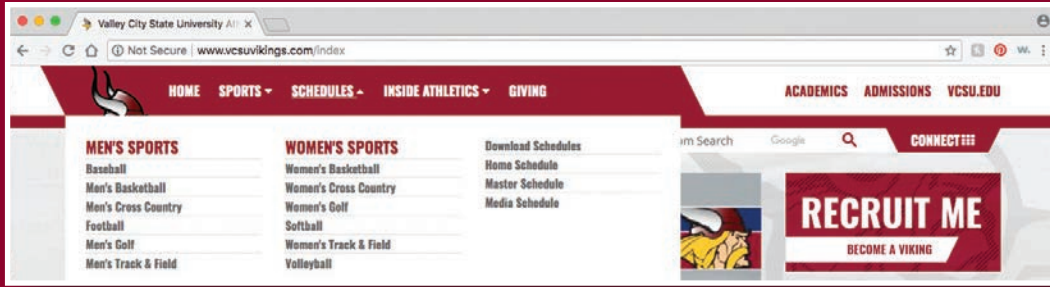 Valley City State University Ath
Not Secure | www.vcsuvikings.com/index
HOME SPORTS SCHEDULES INSIDE ATHLETICS GIVING
ACADEMICS ADMISSIONS VCSU.EDU
om Search Google CONNECT
MEN'S SPORTS
Baseball
Men's Basketball
Men's Cross Country
Football
Men's Golf
Men's Track & Field
WOMEN'S SPORTS
Women's Basketball
Women's Cross Country
Women's Golf
Softball
Women's Track & Field
Volleyball
Download Schedules
Home Schedule
Master Schedule
Media Schedule
RECRUIT ME
BECOME A VIKING